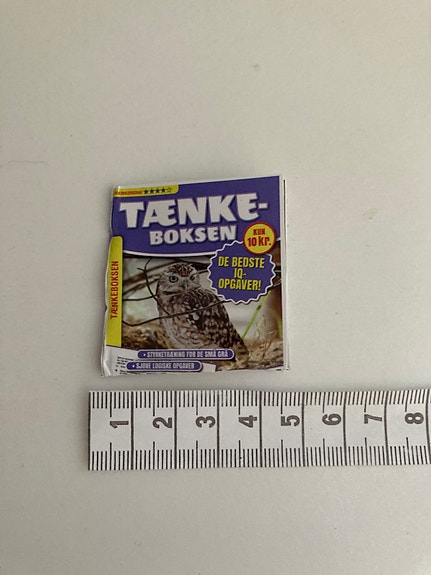 ★★★★☆
TÆNKE-
BOKSEN
KUN
10 kr.
DE BEDSTE
IQ-
OPGAVER!
TÆNKEBOKSEN
• STYRKETRÆNING FOR DE SMÅ GRÅ
• SJOVE LOGISKE OPGAVER
1 2 3 4 5 6 7 8